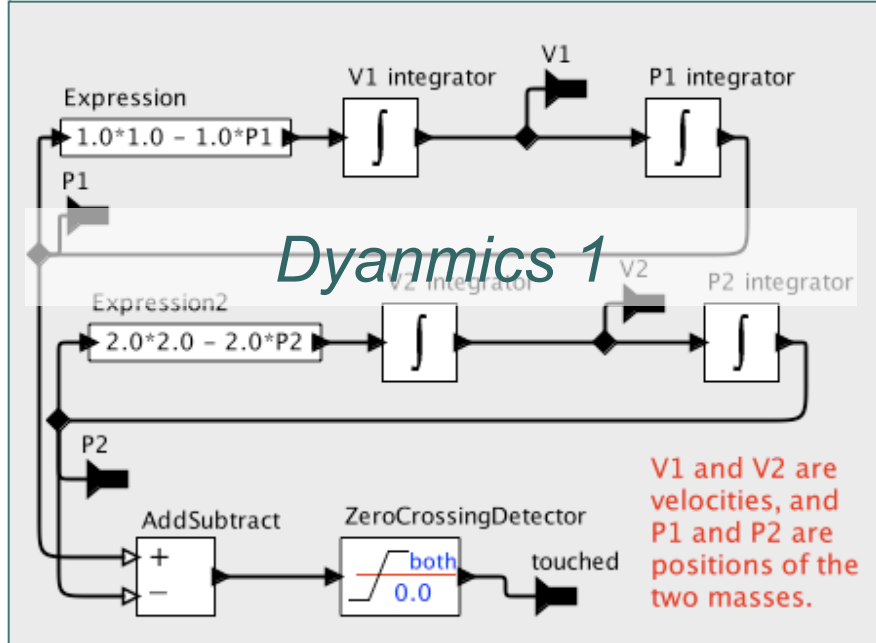 V1
V1 integrator
P1 integrator
Expression
1.0*1.0 - 1.0*P1
∫
∫
P1
Dyanmics 1
V2
V2 integrator
P2 integrator
Expression2
2.0*2.0 - 2.0*P2
∫
∫
P2
V1 and V2 are
velocities, and
P1 and P2 are
positions of the
two masses.
AddSubtract
ZeroCrossingDetector
+
−
both
0.0
touched